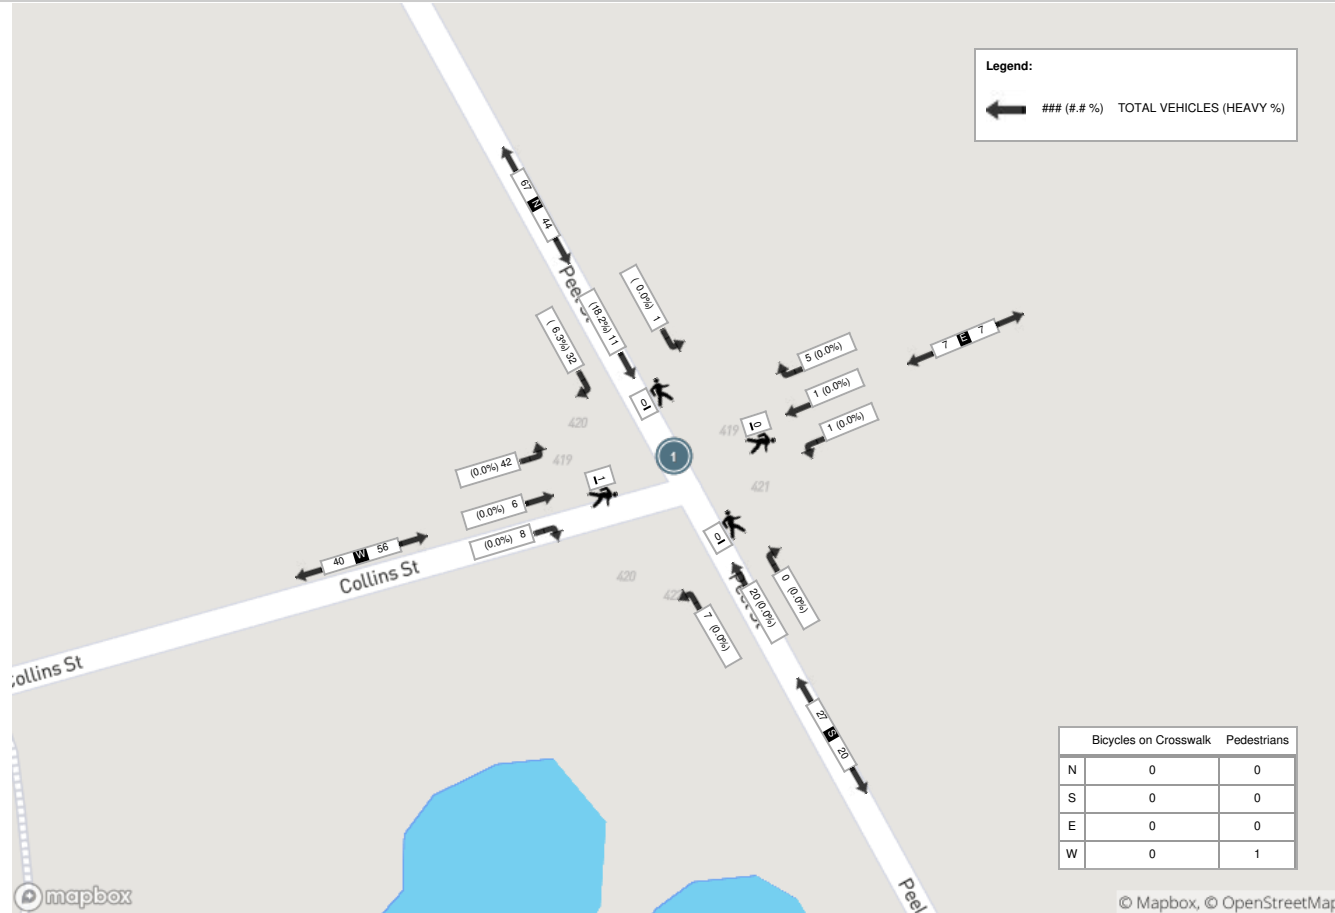 Legend:
### (#.# %) TOTAL VEHICLES (HEAVY %)
67 N 44
Peel St
( 0.0%) 1
(18.2%) 11
( 6.3%) 32
5 (0.0%)
1 (0.0%)
1 (0.0%)
7 E 7
0
0
420
419
419
1
421
(0.0%) 42
1
(0.0%) 6
(0.0%) 8
40 W 56
Collins St
Collins St
0
420
0 (0.0%)
20 (0.0%)
7 (0.0%)
Peel St
27 S 20
Peel
Bicycles on Crosswalk Pedestrians
N 0 0
S 0 0
E 0 0
W 0 1
mapbox
© Mapbox, © OpenStreetMap